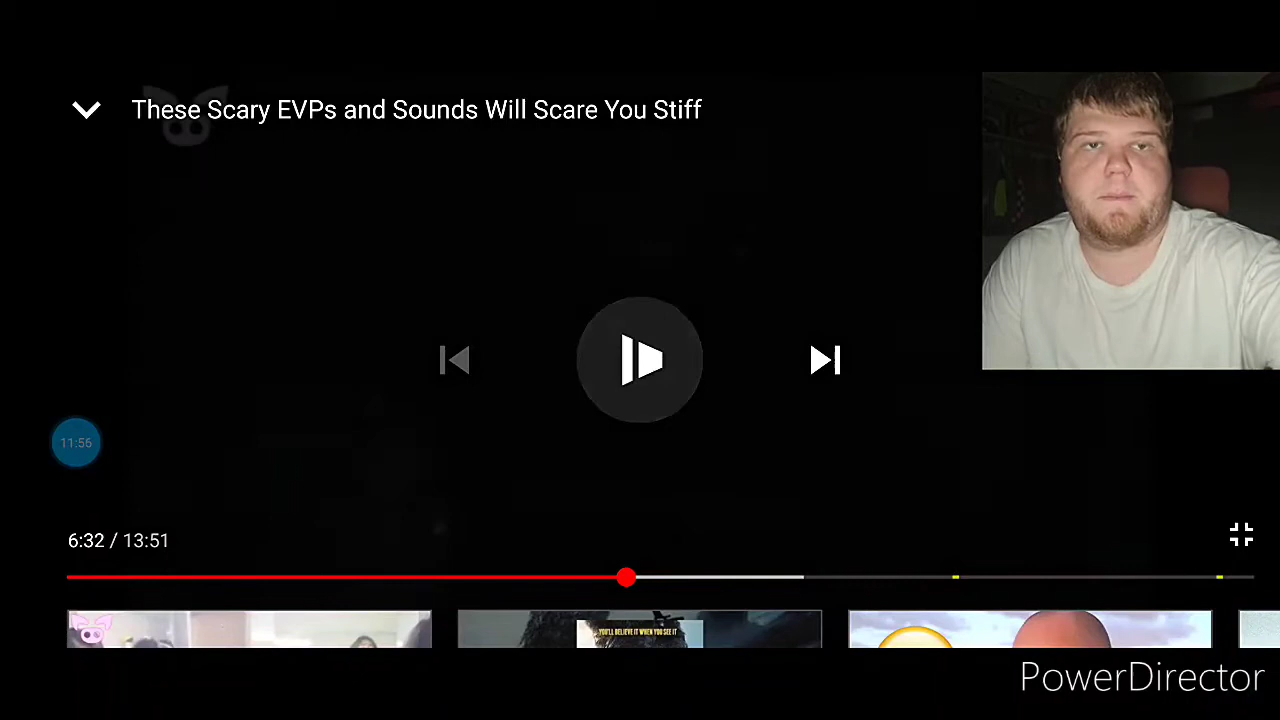 These Scary EVPs and Sounds Will Scare You Stiff
11:56
6:32 / 13:51
YOU'LL BELIEVE IT WHEN YOU SEE IT
PowerDirector